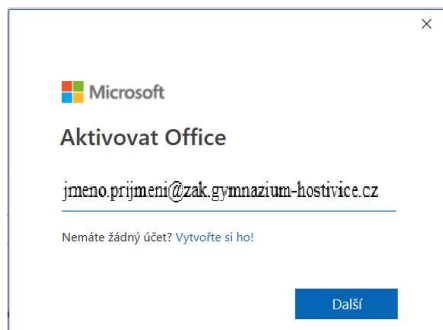 Microsoft
Aktivovat Office
jmeno.prijmeni@zak.gymnazium-hostivice.cz
Nemáte žádný účet? Vytvořte si ho!
Další